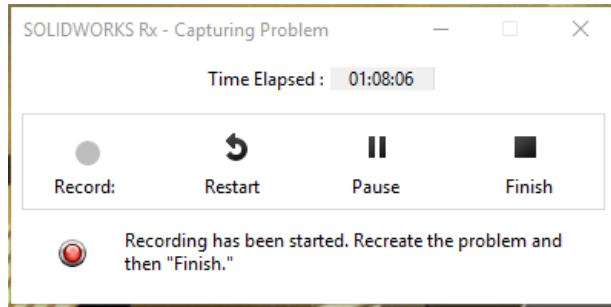 SOLIDWORKS Rx - Capturing Problem
Time Elapsed : 01:08:06
Record: Restart Pause Finish
Recording has been started. Recreate the problem and
then "Finish."